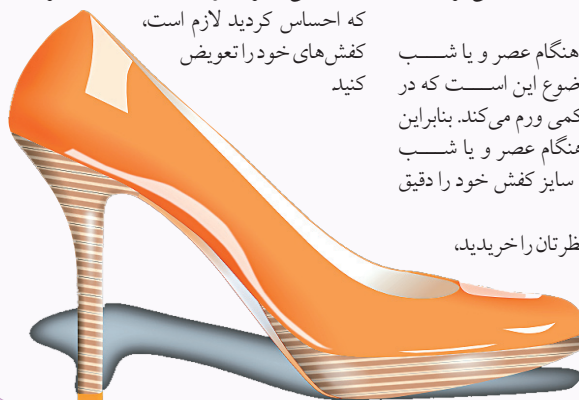 هنگام عصر و یا شب
ضوع این است که در
کمی ورم می‌کند. بنابراین
هنگام عصر و یا شب
سایز کفش خود را دقیق
نظرتان را خریدید،
که احساس کردید لازم است،
کفش‌های خود را تعویض
کنید